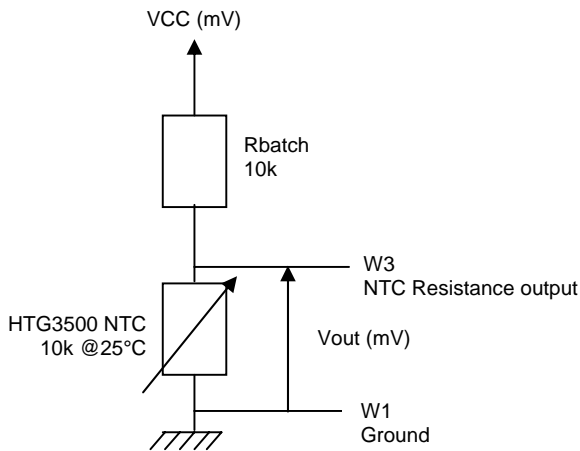 VCC (mV)
Rbatch
10k
W3
NTC Resistance output
HTG3500 NTC
10k @25°C
Vout (mV)
W1
Ground